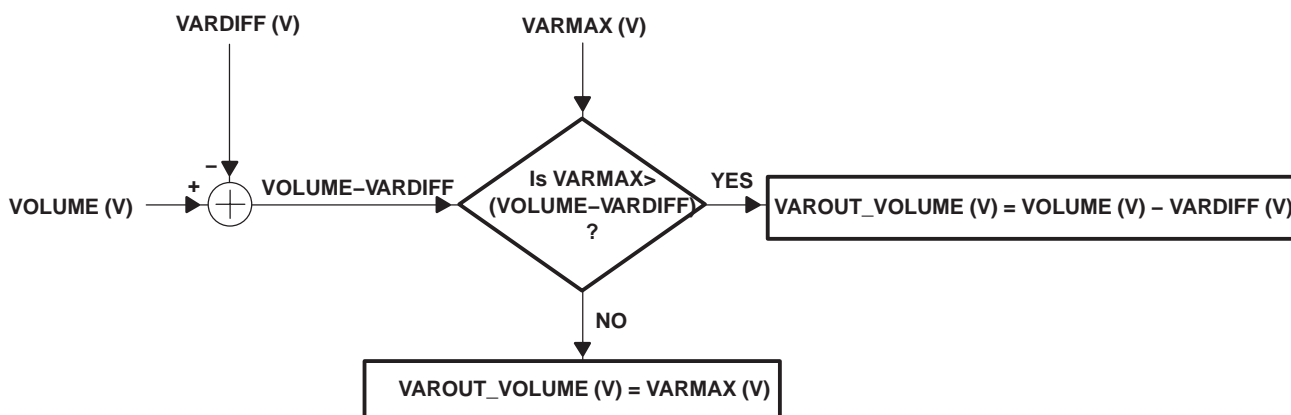 VARDIFF (V)
VARMAX (V)
−
+
VOLUME (V)
VOLUME−VARDIFF
Is VARMAX>
(VOLUME−VARDIFF)
?
YES
VAROUT_VOLUME (V) = VOLUME (V) − VARDIFF (V)
NO
VAROUT_VOLUME (V) = VARMAX (V)